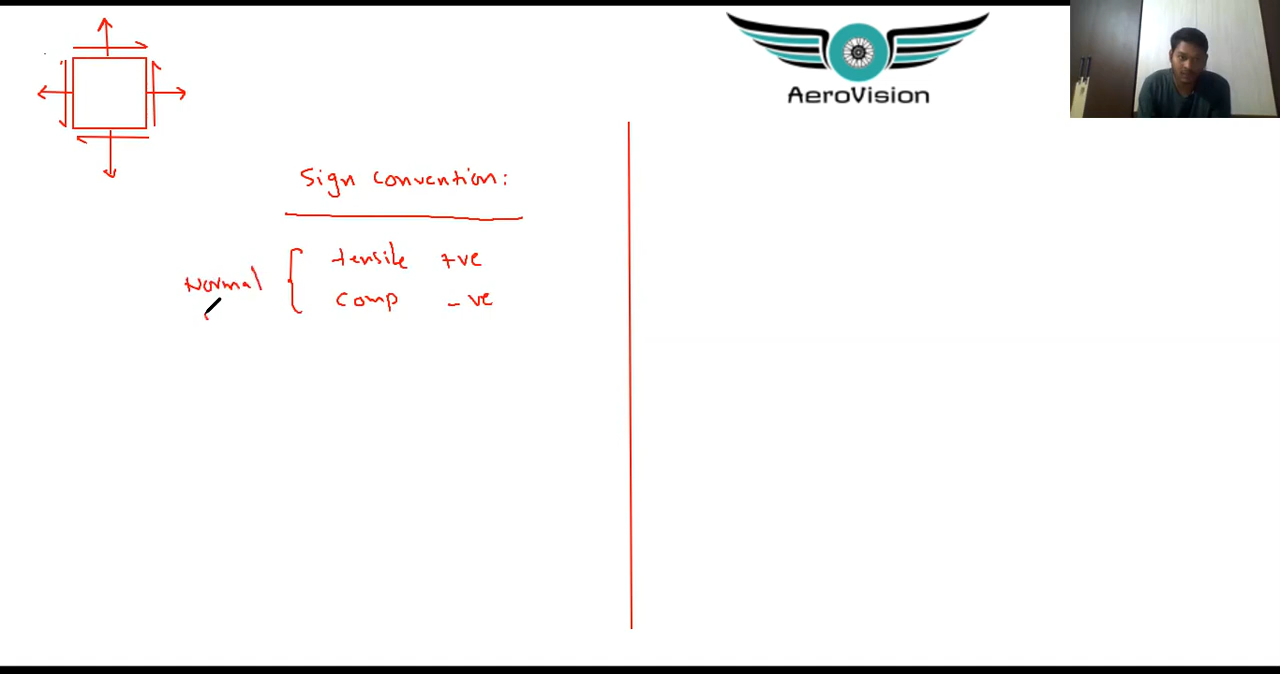 AeroVision
Sign Convention:
Normal { tensile +ve
comp -ve